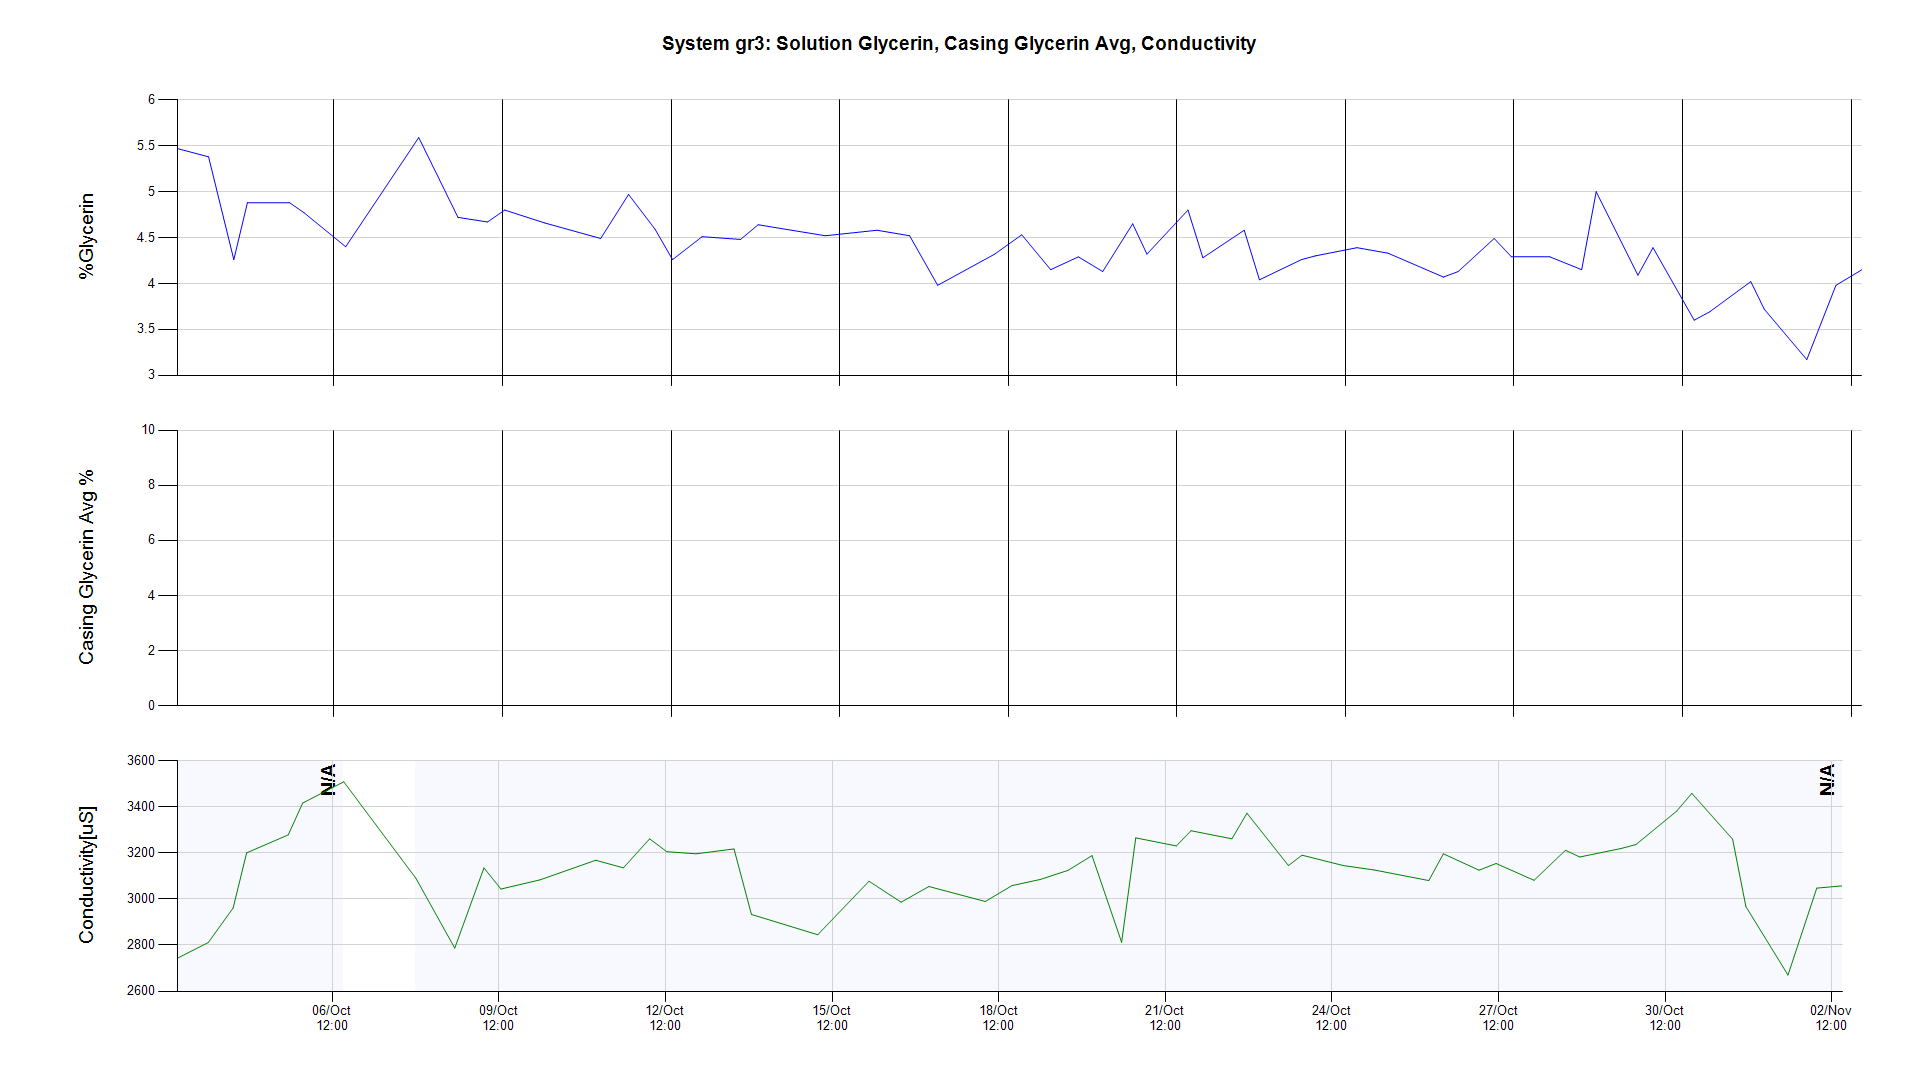 System gr3: Solution Glycerin, Casing Glycerin Avg, Conductivity
%Glycerin
6
5.5
5
4.5
4
3.5
3
Casing Glycerin Avg %
10
8
6
4
2
0
Conductivity[uS]
3600
3400
3200
3000
2800
2600
N/A
N/A
06/Oct 09/Oct 12/Oct 15/Oct 18/Oct 21/Oct 24/Oct 27/Oct 30/Oct 02/Nov
12:00 12:00 12:00 12:00 12:00 12:00 12:00 12:00 12:00 12:00